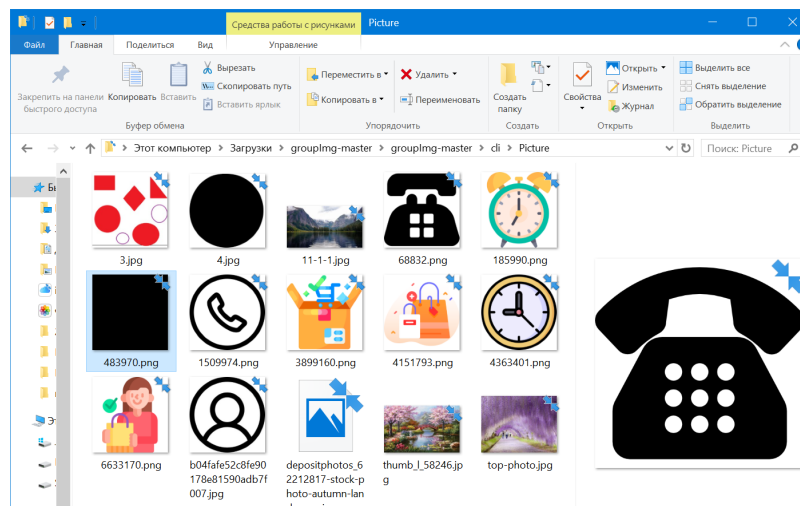 Средства работы с рисунками Picture
Файл Главная Поделиться Вид Управление
Закрепить на панели быстрого доступа
Копировать
Вставить
Вырезать
Скопировать путь
Вставить ярлык
Буфер обмена
Переместить в
Копировать в
Удалить
Переименовать
Упорядочить
Создать папку
Создать
Свойства
Открыть
Изменить
Журнал
Открыть
Выделить все
Снять выделение
Обратить выделение
Выделить
Этот компьютер > Загрузки > groupImg-master > groupImg-master > cli > Picture
Поиск: Picture
3.jpg
4.jpg
11-1-1.jpg
68832.png
185990.png
483970.png
1509974.png
3899160.png
4151793.png
4363401.png
6633170.png
b04fafe52c8fe90
178e81590adb7f
007.jpg
depositphotos_6
2212817-stock-p
hoto-autumn-lan
thumb_l_58246.jp
g
top-photo.jpg